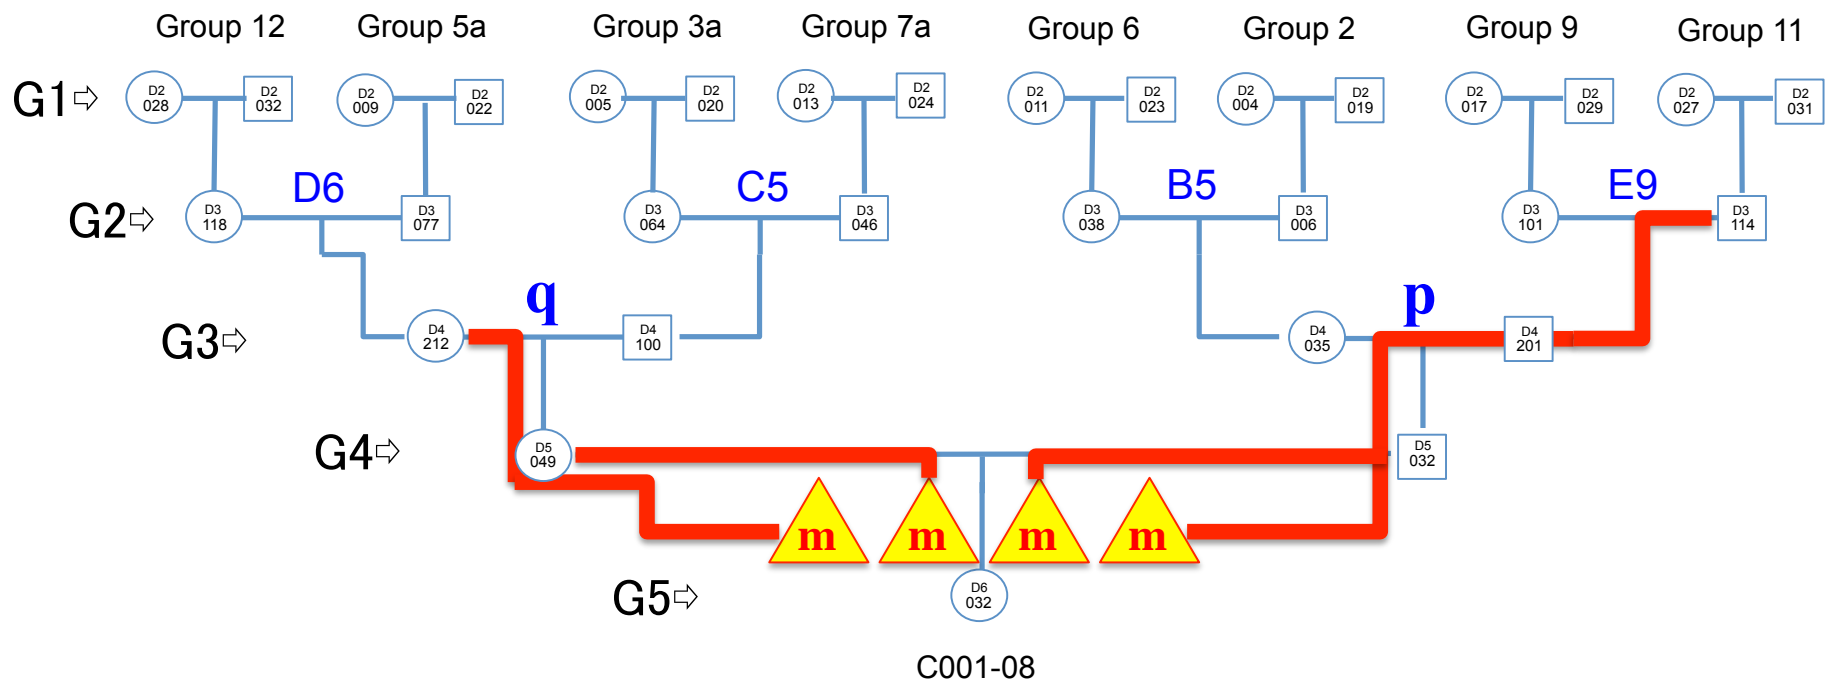 Group 12 Group 5a Group 3a Group 7a Group 6 Group 2 Group 9 Group 11
G1⇨
D2
028
D2
032
D2
009
D2
022
D2
005
D2
020
D2
013
D2
024
D2
011
D2
023
D2
004
D2
019
D2
017
D2
029
D2
027
D2
031
D6 C5 B5 E9
G2⇨
D3
118
D3
077
D3
064
D3
046
D3
038
D3
006
D3
101
D3
114
q p
G3⇨
D4
212
D4
100
D4
035
D4
201
G4⇨
D5
049
D5
032
m m m m
G5⇨
D6
032
C001-08